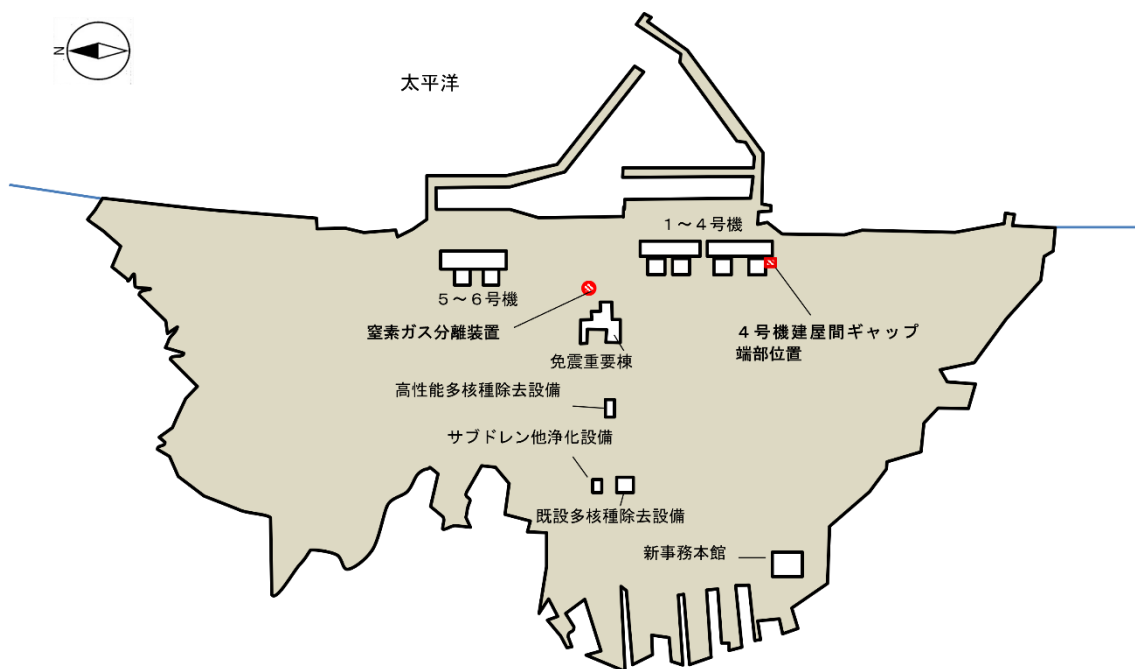 N
太平洋
1～4号機
5～6号機
窒素ガス分離装置
4号機建屋間ギャップ
端部位置
免震重要棟
高性能多核種除去設備
サブドレン他浄化設備
既設多核種除去設備
新事務本館